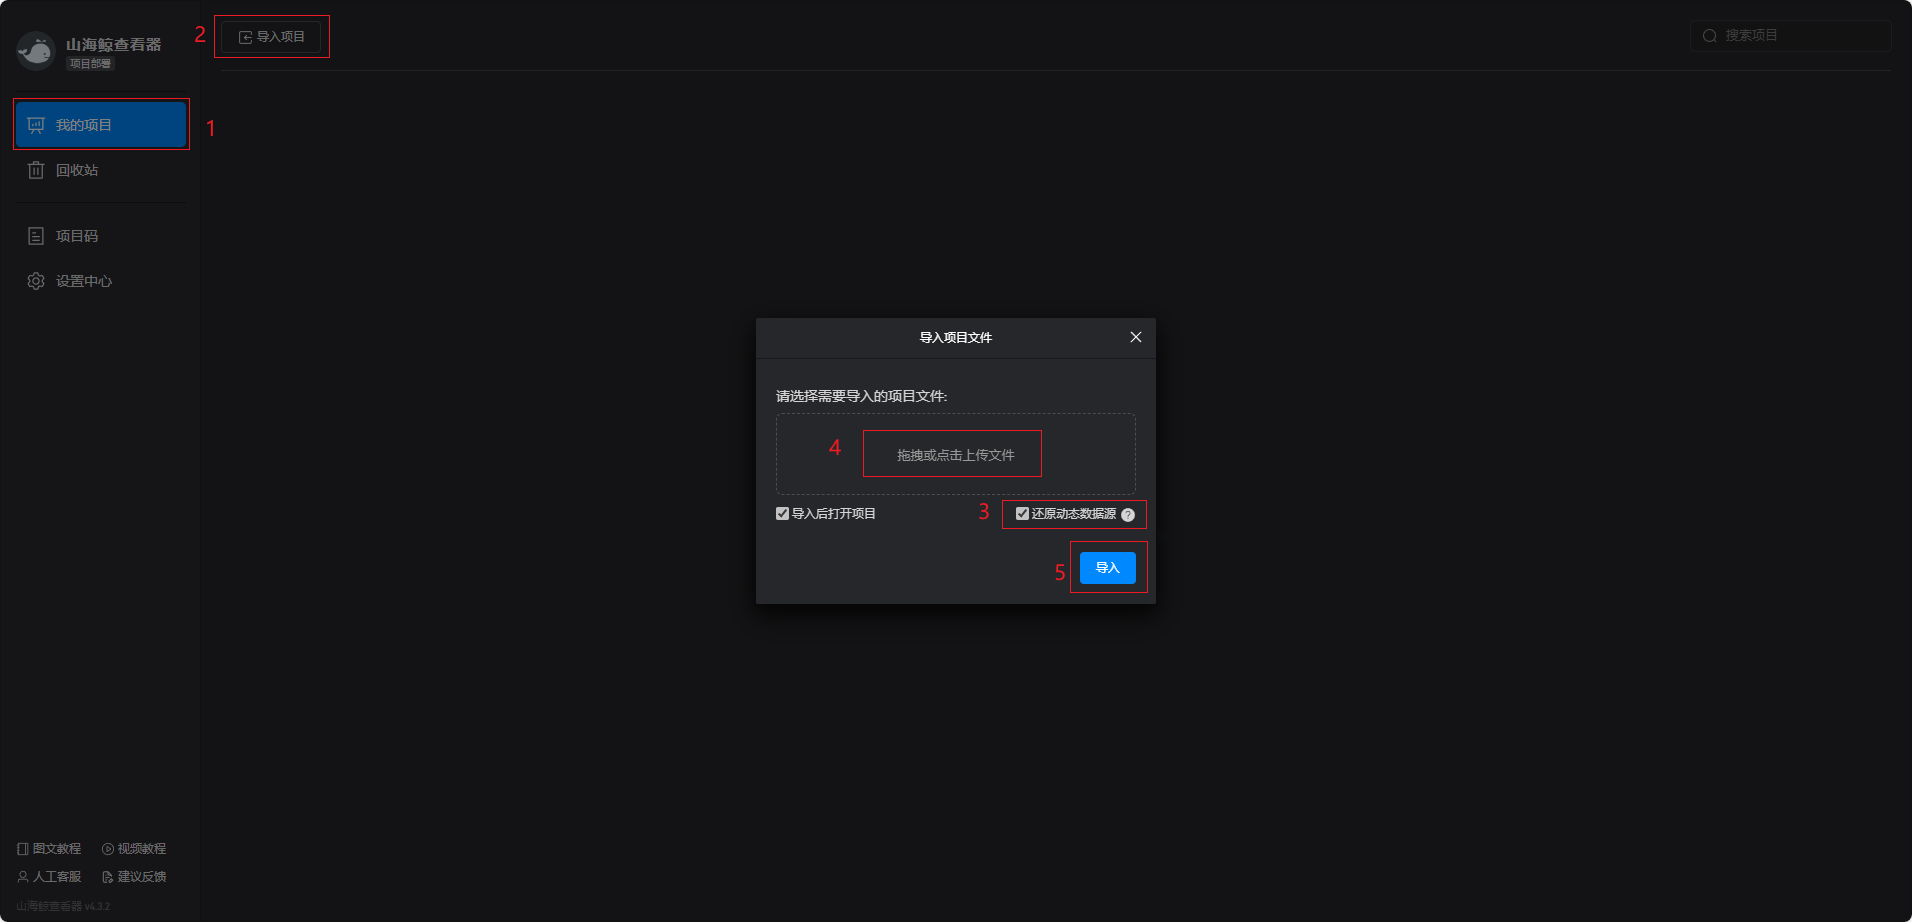 山海鲸查看器
项目部署
1
我的项目
回收站
项目码
设置中心
图文教程
视频教程
人工客服
建议反馈
山海鲸查看器 v4.3.2
2
导入项目
搜索项目
导入项目文件
请选择需要导入的项目文件:
4
拖拽或点击上传文件
导入后打开项目
3
还原动态数据源 ?
5
导入